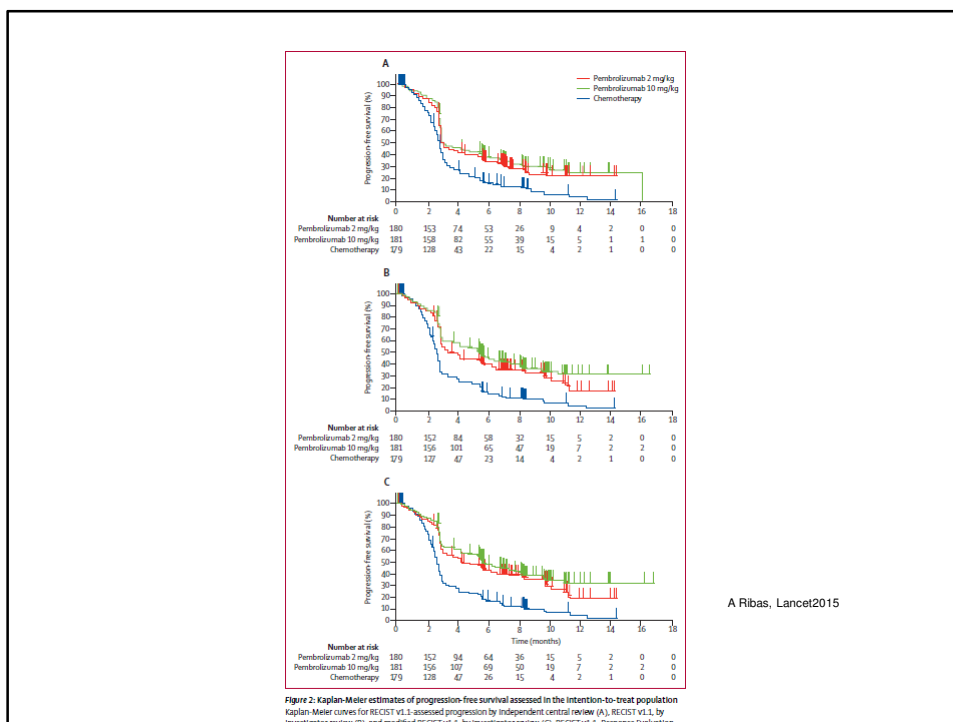 A
Pembrolizumab 2 mg/kg
Pembrolizumab 10 mg/kg
Chemotherapy
Progression-free survival (%)
100
90
80
70
60
50
40
30
20
10
0 2 4 6 8 10 12 14 16 18
Number at risk
Pembrolizumab 2 mg/kg 180 153 74 53 26 9 4 2 0 0
Pembrolizumab 10 mg/kg 181 158 82 55 39 15 5 1 1 0
Chemotherapy 179 128 43 22 15 4 2 1 0 0
B
Progression-free survival (%)
100
90
80
70
60
50
40
30
20
10
0
0 2 4 6 8 10 12 14 16 18
Number at risk
Pembrolizumab 2 mg/kg 180 152 84 58 32 15 5 2 0 0
Pembrolizumab 10 mg/kg 181 156 101 65 47 19 7 2 2 0
Chemotherapy 179 127 47 23 14 4 2 1 0 0
C
Progression-free survival (%)
100
90
80
70
60
50
40
30
20
10
0
0 2 4 6 8 10 12 14 16 18
Time (months)
Number at risk
Pembrolizumab 2 mg/kg 180 152 94 64 36 15 5 2 0 0
Pembrolizumab 10 mg/kg 181 156 107 69 50 19 7 2 2 0
Chemotherapy 179 128 47 26 15 4 2 1 0 0
A Ribas, Lancet2015
Figure 2: Kaplan-Meier estimates of progression-free survival assessed in the intention-to-treat population
Kaplan-Meier curves for RECIST v1.1-assessed progression by independent central review (A), RECIST v1.1, by